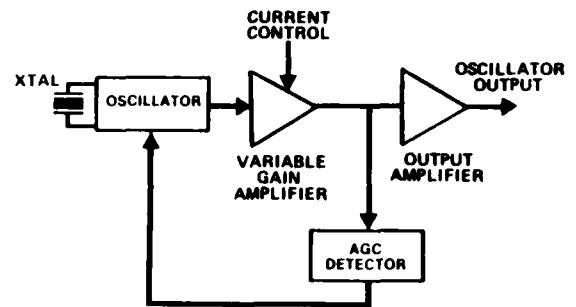 CURRENT
CONTROL
XTAL
OSCILLATOR
OSCILLATOR
OUTPUT
VARIABLE
GAIN
AMPLIFIER
OUTPUT
AMPLIFIER
AGC
DETECTOR